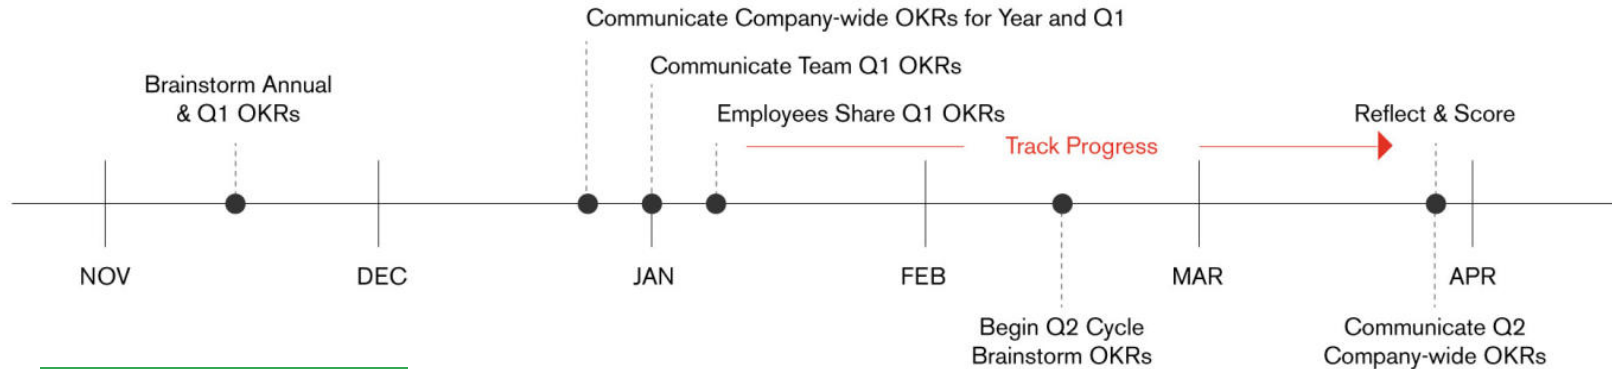 Communicate Company-wide OKRs for Year and Q1
Communicate Team Q1 OKRs
Brainstorm Annual
& Q1 OKRs
Employees Share Q1 OKRs
Reflect & Score
Track Progress
NOV
DEC
JAN
FEB
MAR
APR
Begin Q2 Cycle
Brainstorm OKRs
Communicate Q2
Company-wide OKRs